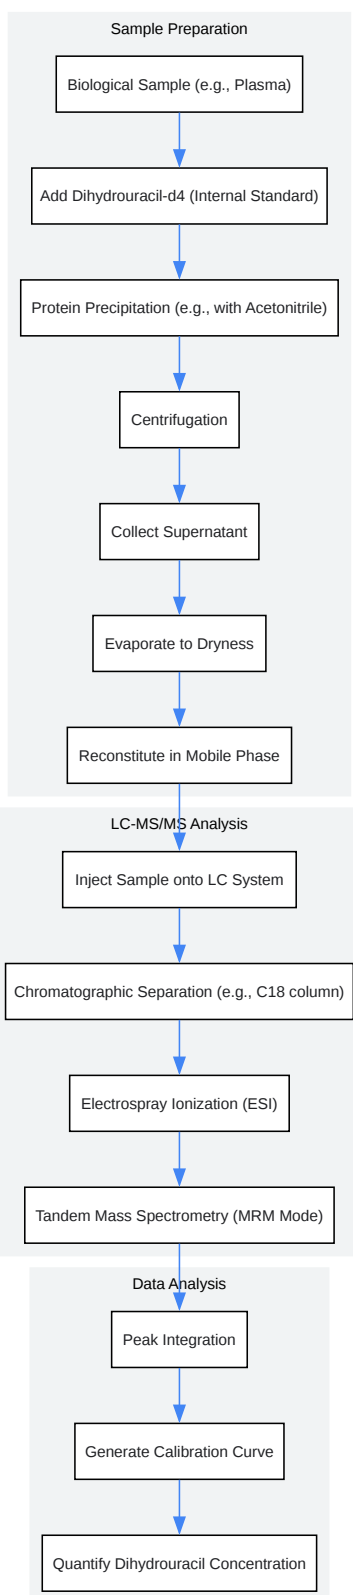 Sample Preparation
Biological Sample (e.g., Plasma)
Add Dihydrouracil-d4 (Internal Standard)
Protein Precipitation (e.g., with Acetonitrile)
Centrifugation
Collect Supernatant
Evaporate to Dryness
Reconstitute in Mobile Phase
LC-MS/MS Analysis
Inject Sample onto LC System
Chromatographic Separation (e.g., C18 column)
Electrospray Ionization (ESI)
Tandem Mass Spectrometry (MRM Mode)
Data Analysis
Peak Integration
Generate Calibration Curve
Quantify Dihydrouracil Concentration